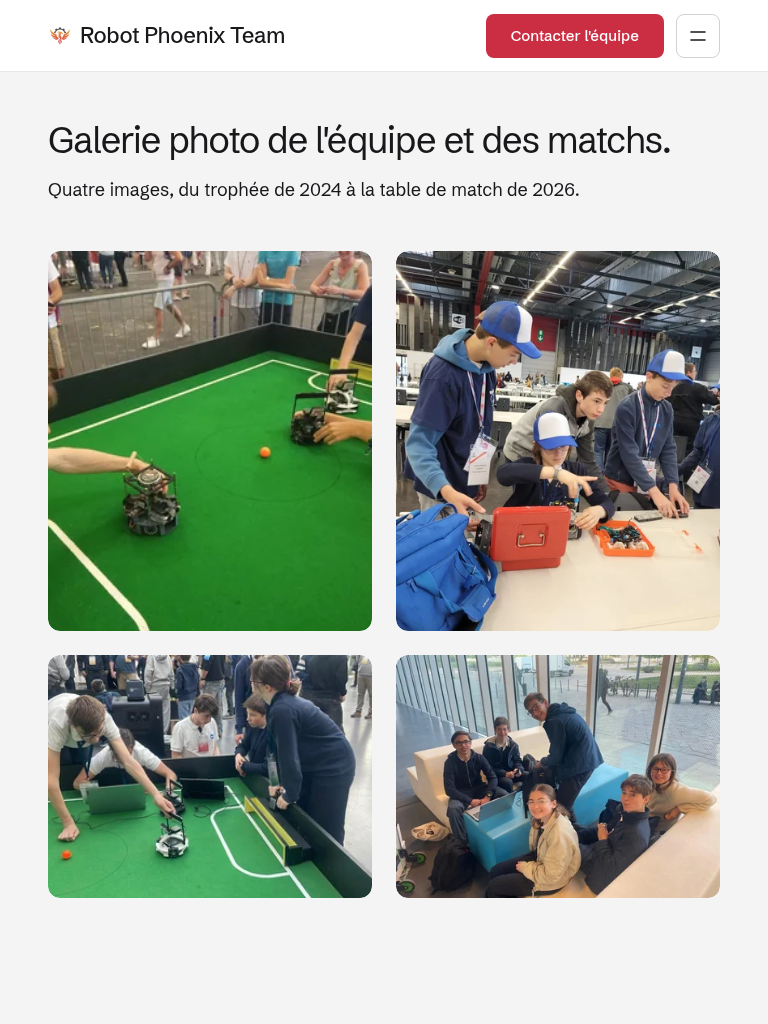 Robot Phoenix Team
Contacter l'équipe
Galerie photo de l'équipe et des matchs.
Quatre images, du trophée de 2024 à la table de match de 2026.